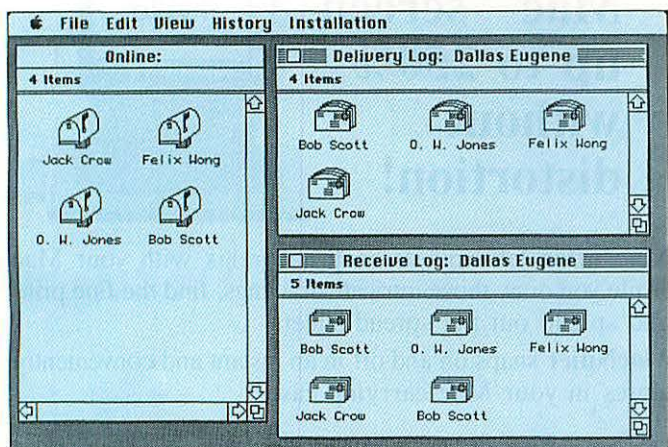 File Edit View History Installation
Online:
4 Items
Jack Crow Felix Wong
O. W. Jones Bob Scott
Delivery Log: Dallas Eugene
4 Items
Bob Scott O. W. Jones Felix Wong
Jack Crow
Receive Log: Dallas Eugene
5 Items
Bob Scott O. W. Jones Felix Wong
Jack Crow Bob Scott